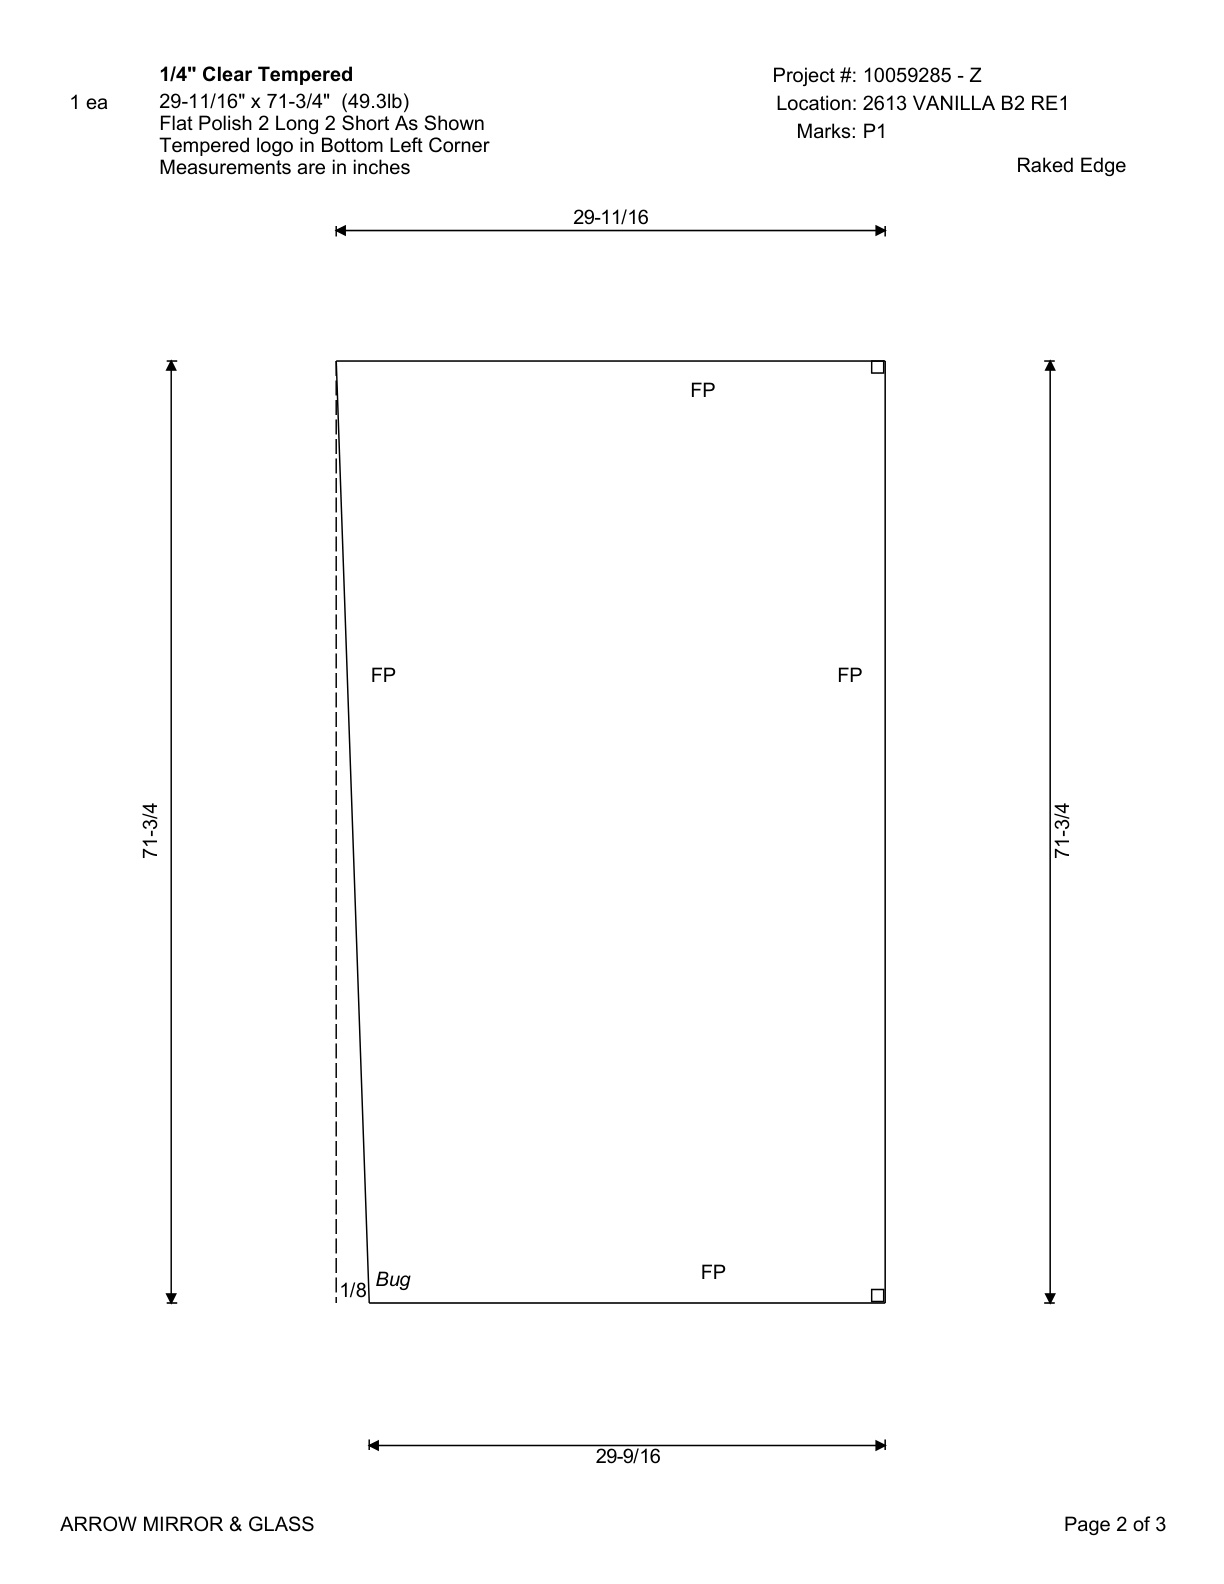 1/4" Clear Tempered
Project #: 10059285 - Z
1 ea
29-11/16" x 71-3/4" (49.3lb)
Location: 2613 VANILLA B2 RE1
Flat Polish 2 Long 2 Short As Shown
Marks: P1
Tempered logo in Bottom Left Corner
Measurements are in inches
Raked Edge
29-11/16
FP
FP
FP
71-3/4
71-3/4
FP
Bug
1/8
29-9/16
ARROW MIRROR & GLASS
Page 2 of 3